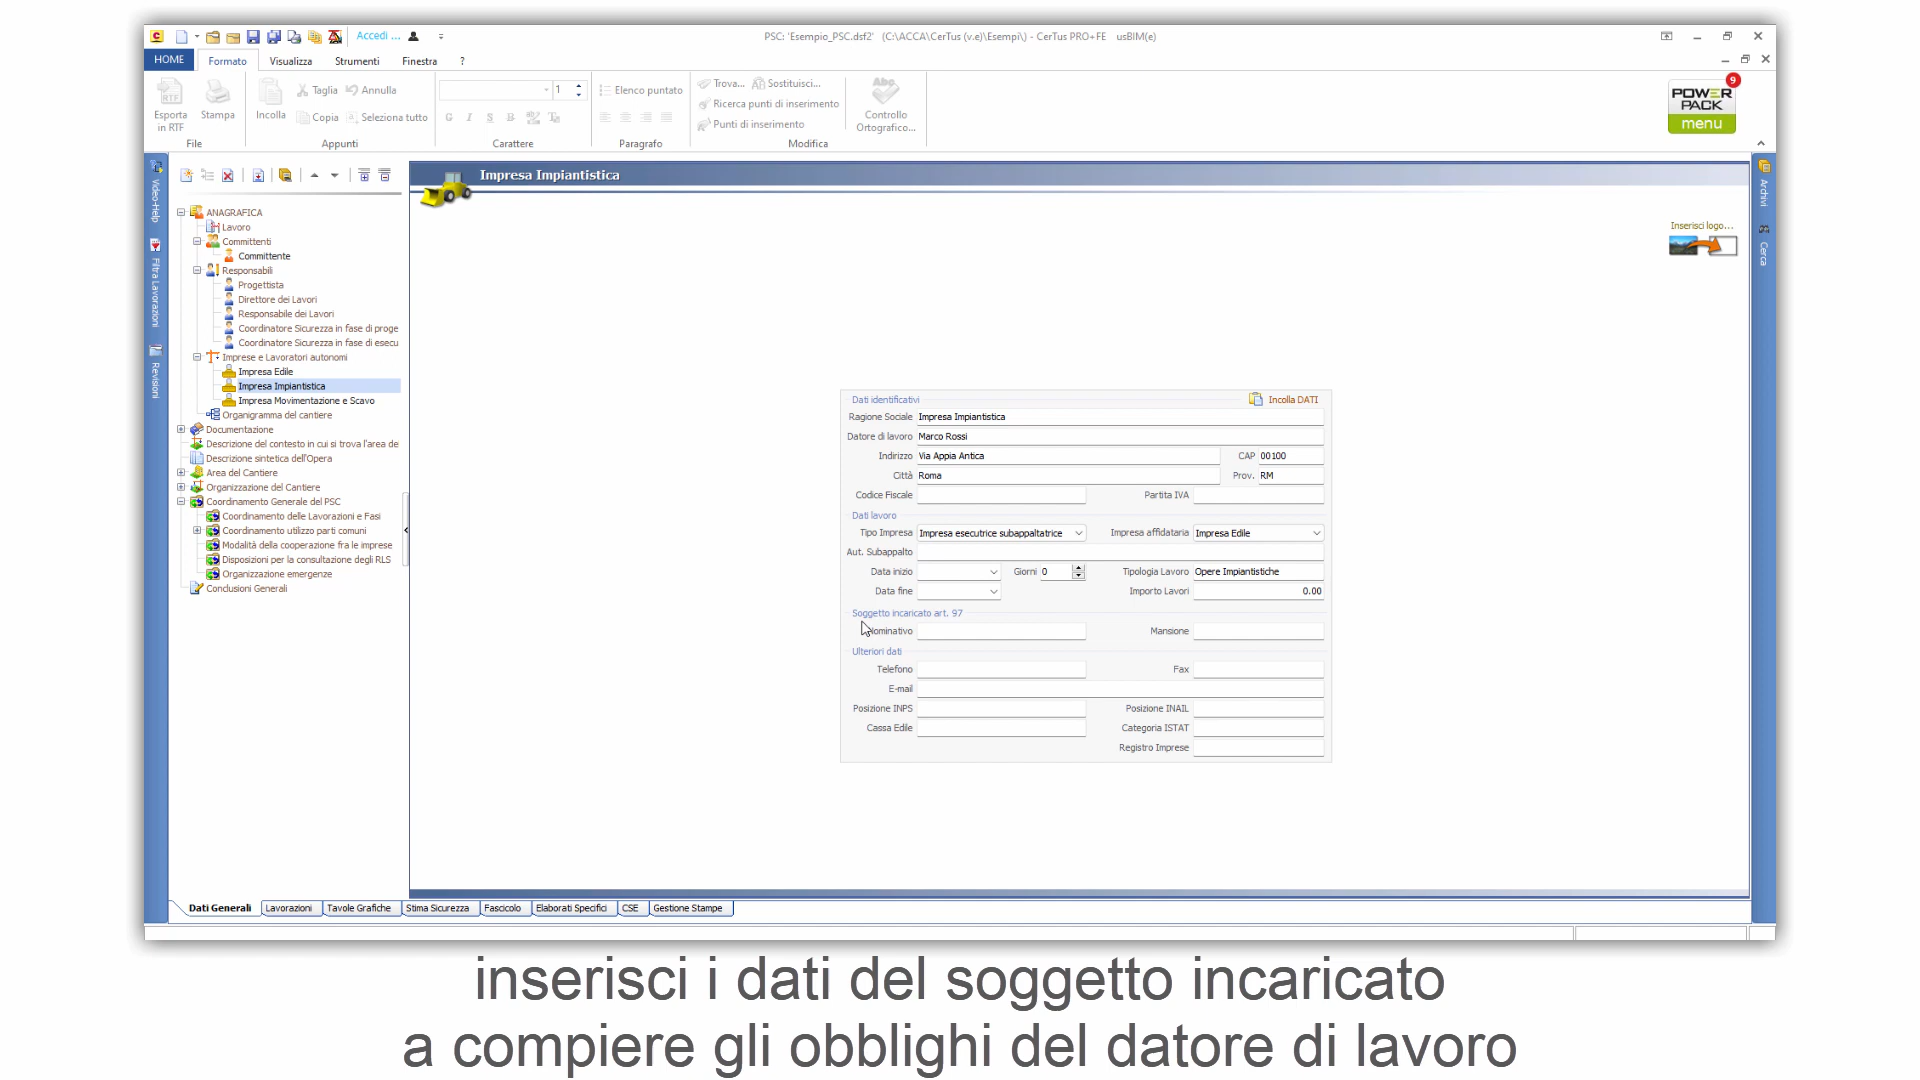 Accedi ...
PSC: 'Esempio_PSC.dsf2' (C:\ACCA\CerTus (v.e)\Esempi\) - CerTus PRO+FE usBIM(e)
HOME
Formato
Visualizza
Strumenti
Finestra
?
Esporta in RTF
Stampa
File
Incolla
Taglia
Annulla
Copia
Seleziona tutto
Appunti
1
G I S B
Carattere
Elenco puntato
Paragrafo
Trova...
Sostituisci...
Ricerca punti di inserimento
Punti di inserimento
Modifica
Controllo Ortografico...
9
POWER PACK
menu
Video-Help
Filtra Lavorazioni
Revisioni
ANAGRAFICA
Lavoro
Committenti
Committente
Responsabili
Progettista
Direttore dei Lavori
Responsabile dei Lavori
Coordinatore Sicurezza in fase di proge
Coordinatore Sicurezza in fase di esecu
Imprese e Lavoratori autonomi
Impresa Edile
Impresa Impiantistica
Impresa Movimentazione e Scavo
Organigramma del cantiere
Documentazione
Descrizione del contesto in cui si trova l'area de
Descrizione sintetica dell'Opera
Area del Cantiere
Organizzazione del Cantiere
Coordinamento Generale del PSC
Coordinamento delle Lavorazioni e Fasi
Coordinamento utilizzo parti comuni
Modalità della cooperazione fra le imprese
Disposizioni per la consultazione degli RLS
Organizzazione emergenze
Conclusioni Generali
Impresa Impiantistica
Inserisci logo...
Archivi
Cerca
Dati identificativi
Incolla DATI
Ragione Sociale Impresa Impiantistica
Datore di lavoro Marco Rossi
Indirizzo Via Appia Antica CAP 00100
Città Roma Prov. RM
Codice Fiscale Partita IVA
Dati lavoro
Tipo Impresa Impresa esecutrice subappaltatrice Impresa affidataria Impresa Edile
Aut. Subappalto
Data inizio Giorni 0 Tipologia Lavoro Opere Impiantistiche
Data fine Importo Lavori 0.00
Soggetto incaricato art. 97
Nominativo Mansione
Ulteriori dati
Telefono Fax
E-mail
Posizione INPS Posizione INAIL
Cassa Edile Categoria ISTAT
Registro Imprese
Dati Generali
Lavorazioni
Tavole Grafiche
Stima Sicurezza
Fascicolo
Elaborati Specifici
CSE
Gestione Stampe
inserisci i dati del soggetto incaricato
a compiere gli obblighi del datore di lavoro